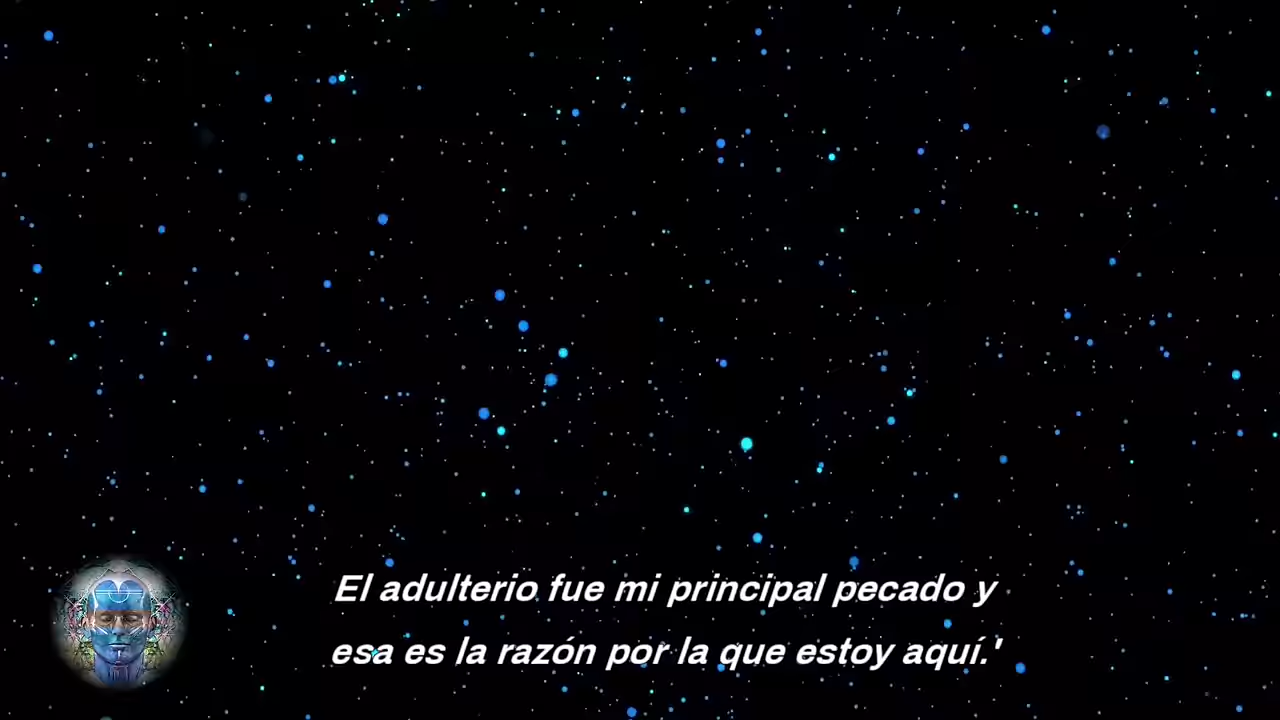 El adulterio fue mi principal pecado y
esa es la razón por la que estoy aquí.'